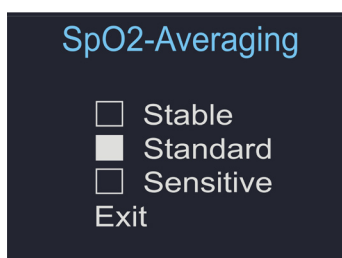 SpO2-Averaging
Stable
Standard
Sensitive
Exit